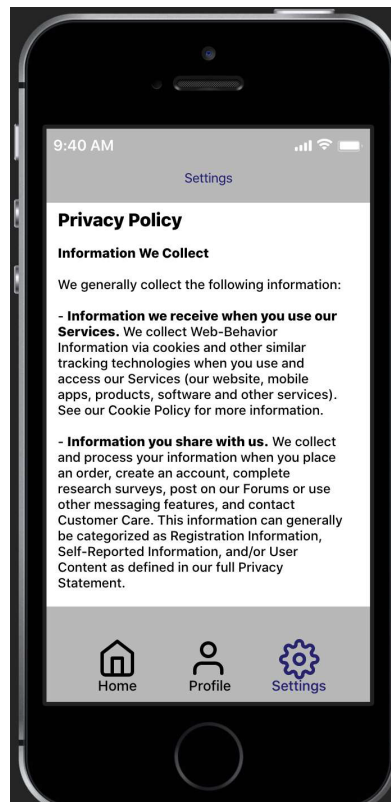 9:40 AM
Settings
Privacy Policy
Information We Collect
We generally collect the following information:
- Information we receive when you use our
Services. We collect Web-Behavior
Information via cookies and other similar
tracking technologies when you use and
access our Services (our website, mobile
apps, products, software and other services).
See our Cookie Policy for more information.
- Information you share with us. We collect
and process your information when you place
an order, create an account, complete
research surveys, post on our Forums or use
other messaging features, and contact
Customer Care. This information can generally
be categorized as Registration Information,
Self-Reported Information, and/or User
Content as defined in our full Privacy
Statement.
Home Profile Settings